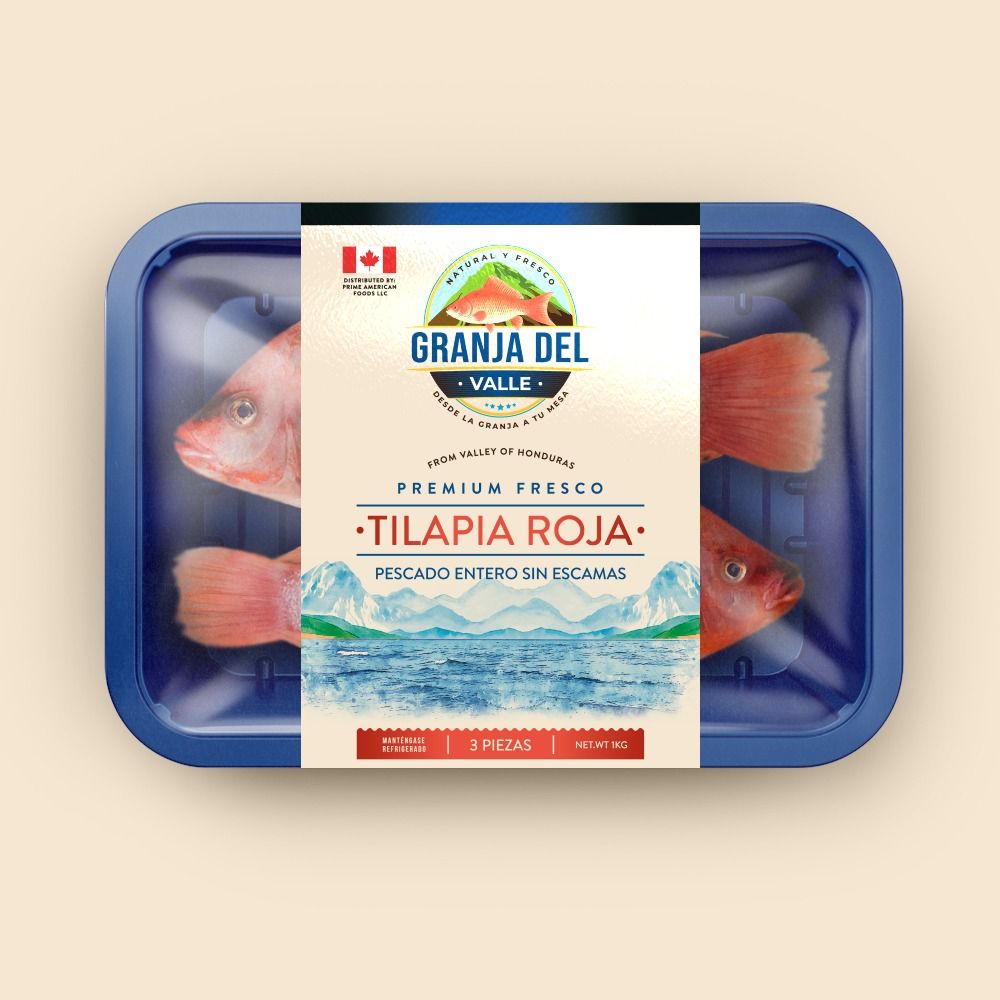 DISTRIBUTED BY:
PRIME AMERICAN
FOODS LLC
NATURAL Y FRESCO
GRANJA DEL
· VALLE ·
DESDE LA GRANJA A TU MESA
FROM VALLEY OF HONDURAS
PREMIUM FRESCO
•TILAPIA ROJA•
PESCADO ENTERO SIN ESCAMAS
MANTÉNGASE
REFRIGERADO
3 PIEZAS
NET.WT 1KG